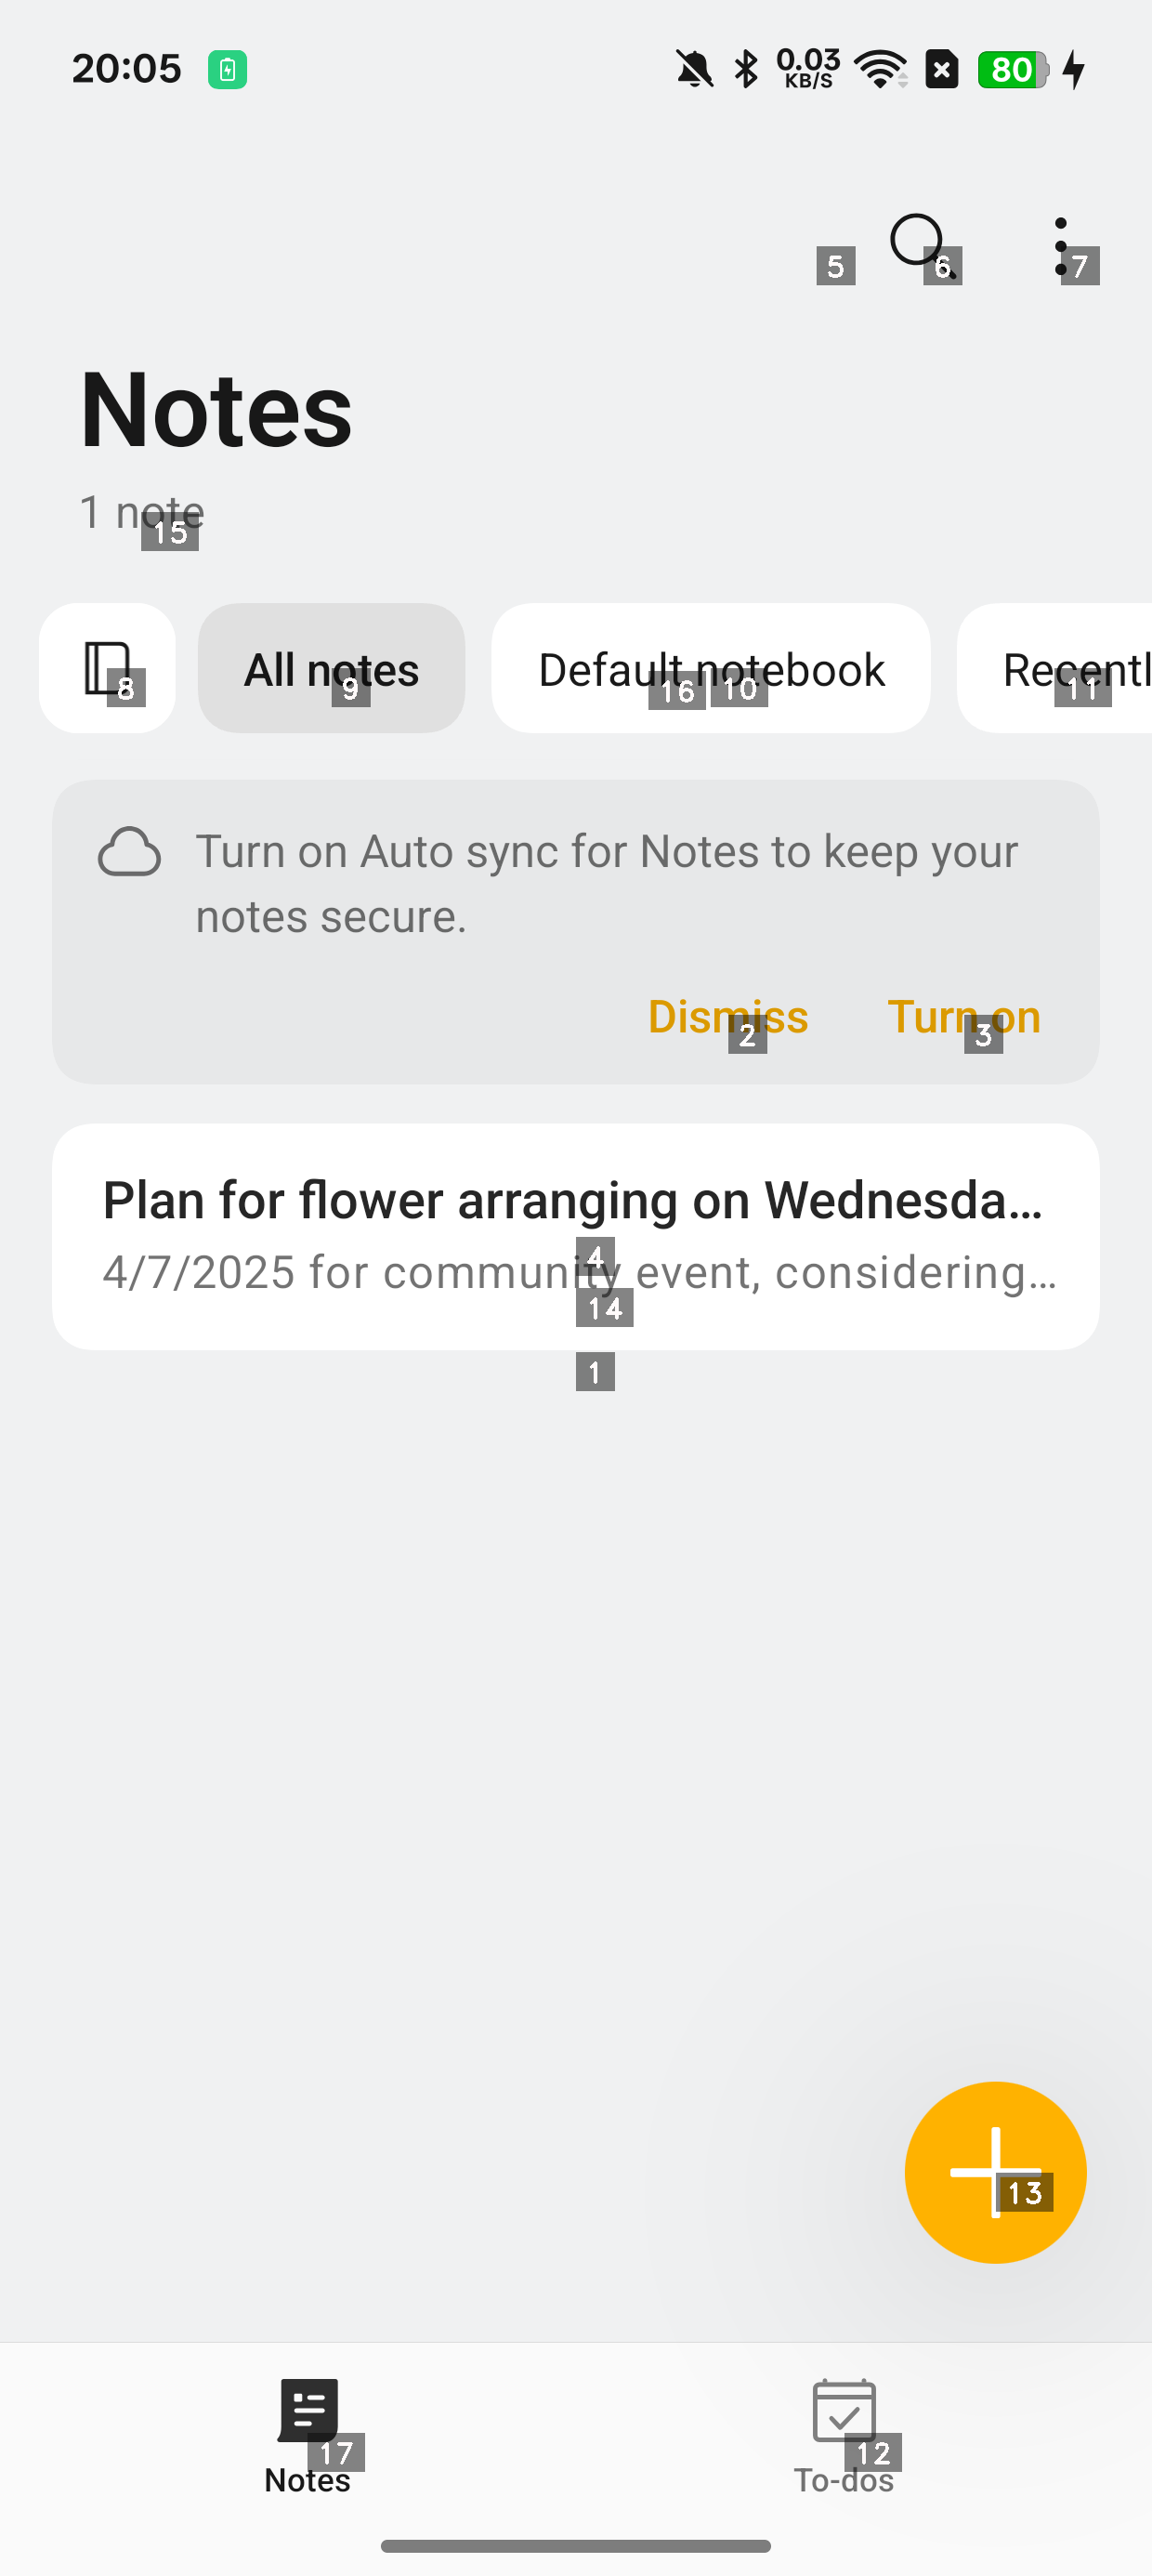 20:05
0.03
KB/S
80
5
6
7
Notes
1 note
15
8
All notes
9
Default notebook
16
10
Recentl
11
Turn on Auto sync for Notes to keep your
notes secure.
Dismiss
2
Turn on
3
Plan for flower arranging on Wednesda...
4
4/7/2025 for community event, considering...
14
1
13
17
12
Notes
To-dos